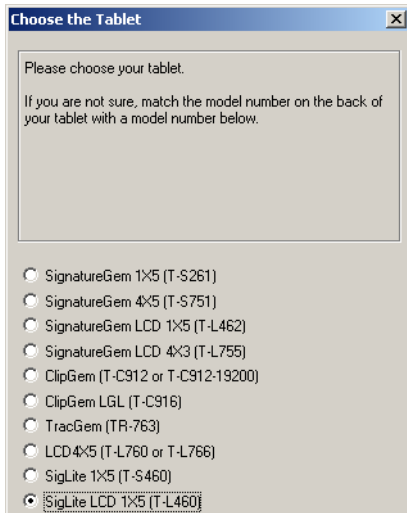 Choose the Tablet
Please choose your tablet.
If you are not sure, match the model number on the back of
your tablet with a model number below.
SignatureGem 1X5 (T-S261)
SignatureGem 4X5 (T-S751)
SignatureGem LCD 1X5 (T-L462)
SignatureGem LCD 4X3 (T-L755)
ClipGem (T-C912 or T-C912-19200)
ClipGem LGL (T-C916)
TracGem (TR-763)
LCD4X5 (T-L760 or T-L766)
SigLite 1X5 (T-S460)
SigLite LCD 1X5 (T-L460)